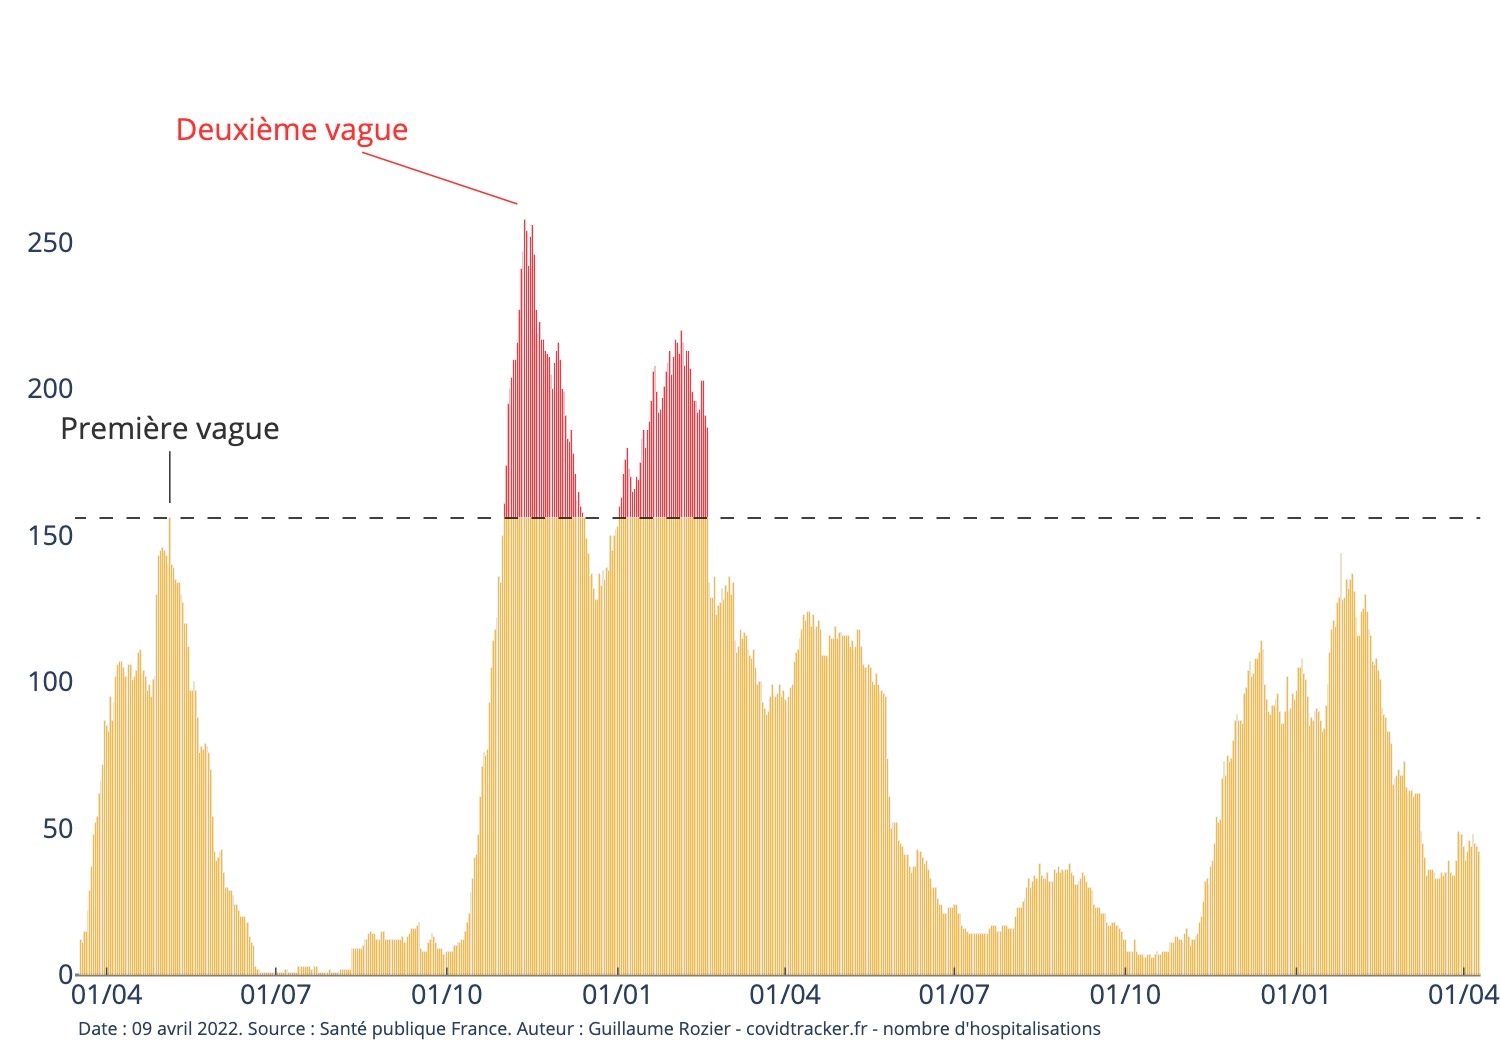 Deuxième vague
250
200
Première vague
150
100
50
0
01/04 01/07 01/10 01/01 01/04 01/07 01/10 01/01 01/04
Date : 09 avril 2022. Source : Santé publique France. Auteur : Guillaume Rozier - covidtracker.fr - nombre d'hospitalisations